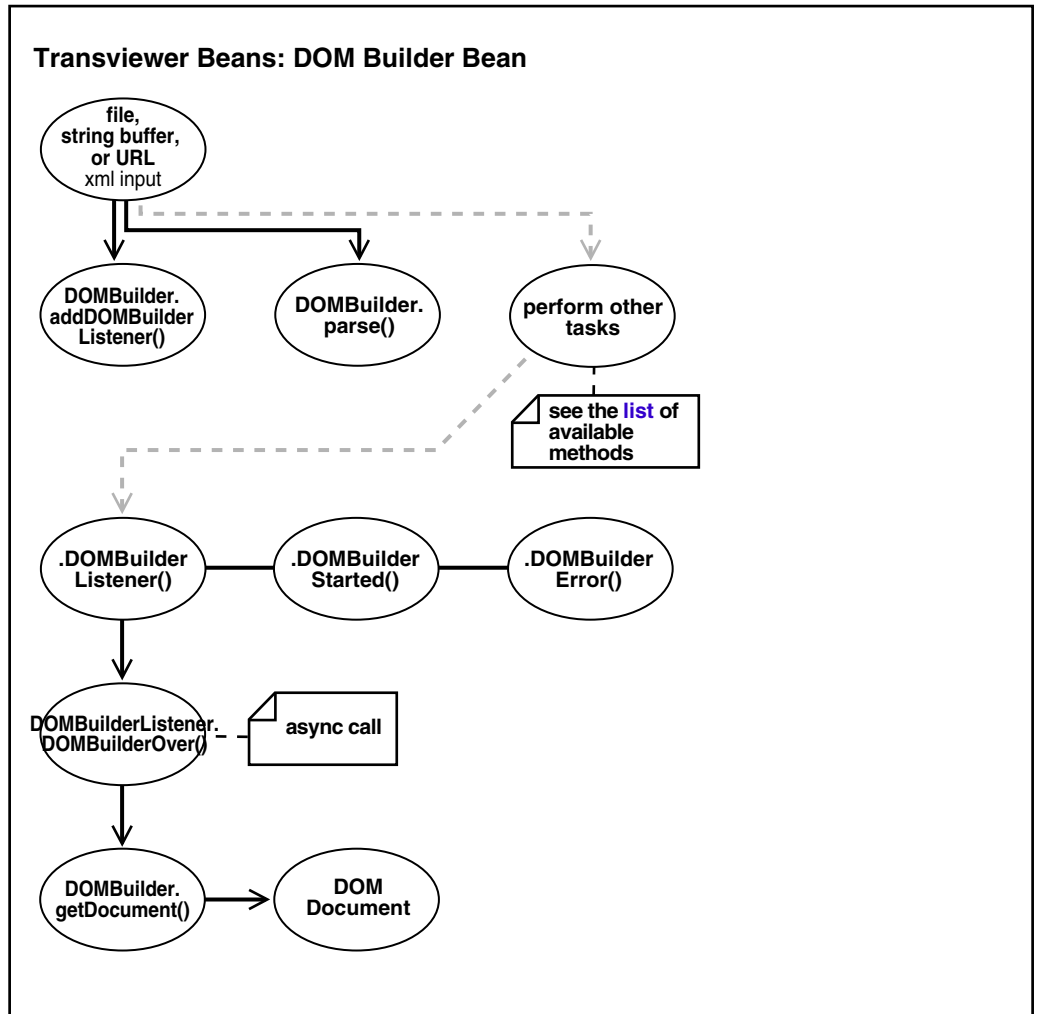 Transviewer Beans: DOM Builder Bean
file,
string buffer,
or URL
xml input
DOMBuilder.
addDOMBuilder
Listener()
DOMBuilder.
parse()
perform other
tasks
see the list of
available
methods
.DOMBuilder
Listener()
.DOMBuilder
Started()
.DOMBuilder
Error()
DOMBuilderListener.
DOMBuilderOver()
async call
DOMBuilder.
getDocument()
DOM
Document